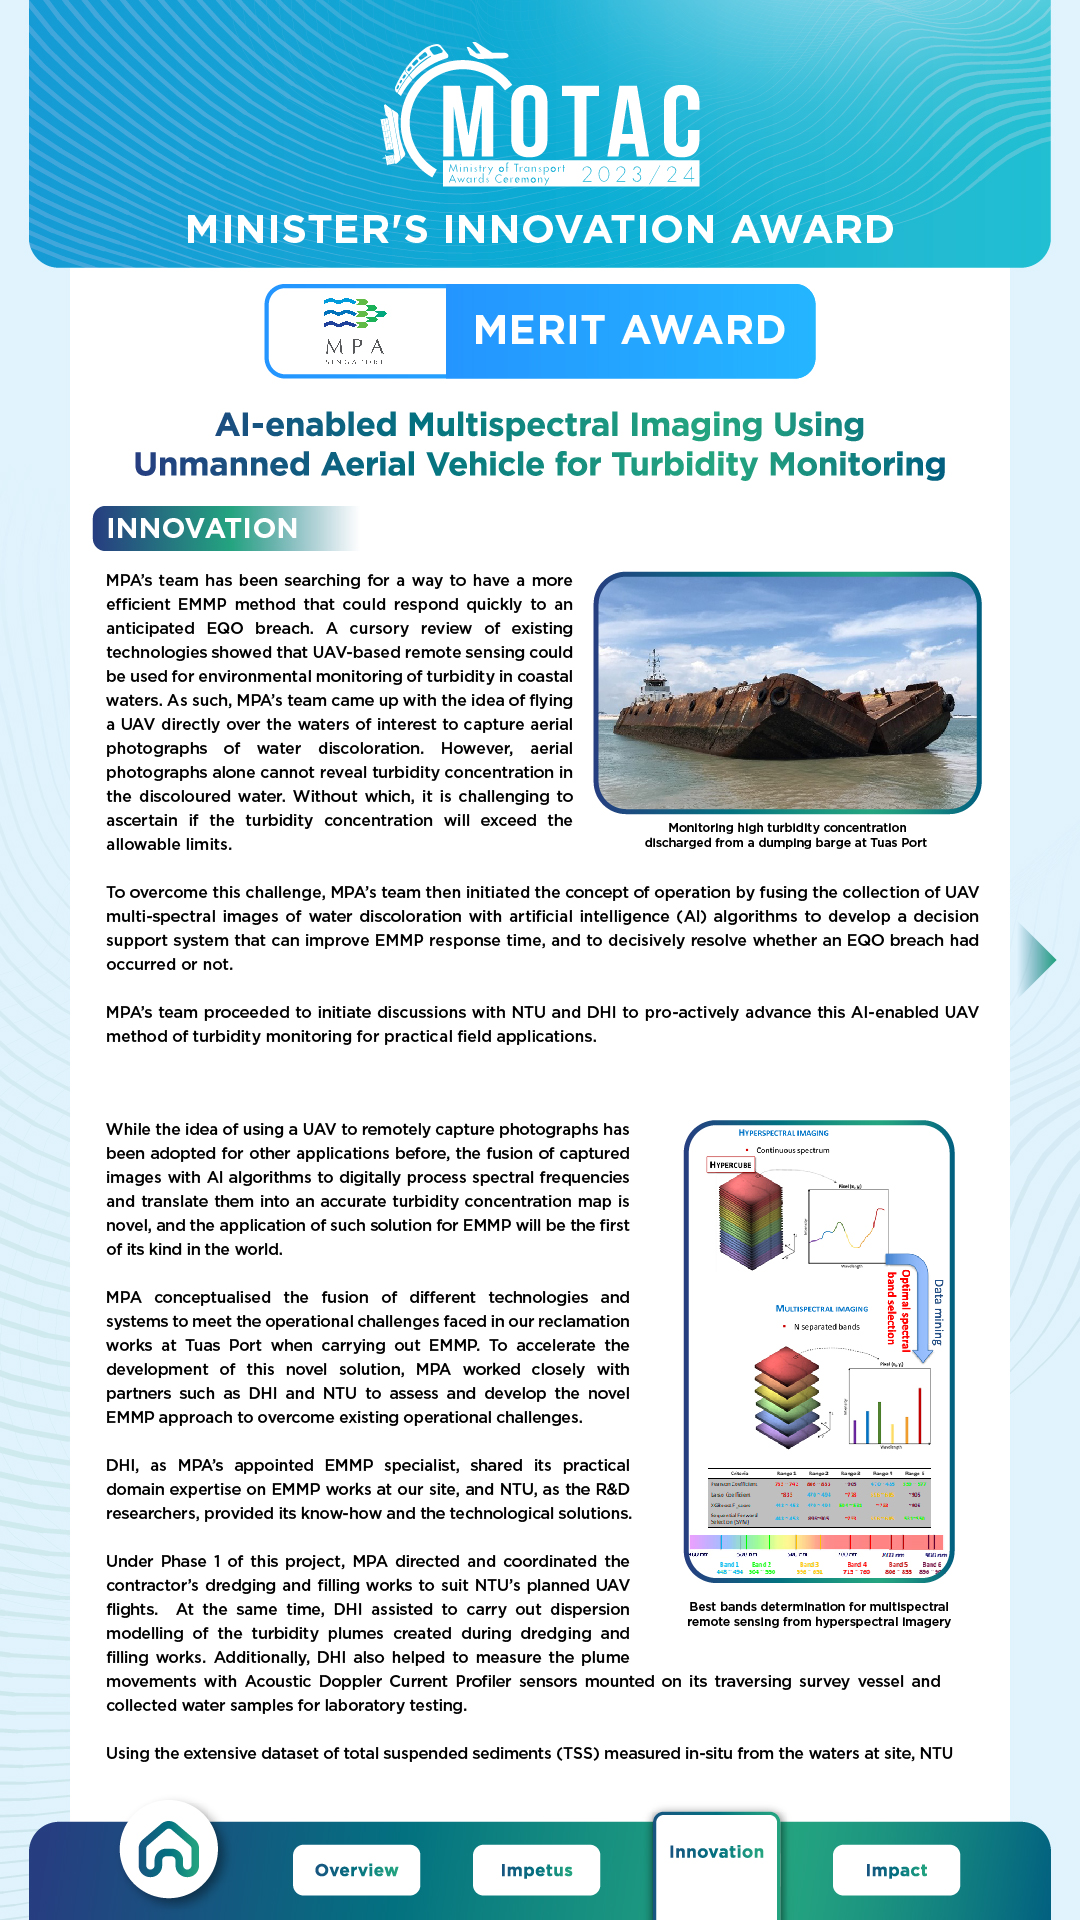 MOTAC
Ministry of Transport
Awards Ceremony
2023/24
MINISTER'S INNOVATION AWARD
MPA
SINGAPORE
MERIT AWARD
AI-enabled Multispectral Imaging Using
Unmanned Aerial Vehicle for Turbidity Monitoring
INNOVATION
MPA's team has been searching for a way to have a more
efficient EMMP method that could respond quickly to an
anticipated EQO breach. A cursory review of existing
technologies showed that UAV-based remote sensing could
be used for environmental monitoring of turbidity in coastal
waters. As such, MPA's team came up with the idea of flying
a UAV directly over the waters of interest to capture aerial
photographs of water discoloration. However, aerial
photographs alone cannot reveal turbidity concentration in
the discoloured water. Without which, it is challenging to
ascertain if the turbidity concentration will exceed the
allowable limits.
Monitoring high turbidity concentration
discharged from a dumping barge at Tuas Port
To overcome this challenge, MPA's team then initiated the concept of operation by fusing the collection of UAV
multi-spectral images of water discoloration with artificial intelligence (AI) algorithms to develop a decision
support system that can improve EMMP response time, and to decisively resolve whether an EQO breach had
occurred or not.
MPA's team proceeded to initiate discussions with NTU and DHI to pro-actively advance this AI-enabled UAV
method of turbidity monitoring for practical field applications.
While the idea of using a UAV to remotely capture photographs has
been adopted for other applications before, the fusion of captured
images with AI algorithms to digitally process spectral frequencies
and translate them into an accurate turbidity concentration map is
novel, and the application of such solution for EMMP will be the first
of its kind in the world.
MPA conceptualised the fusion of different technologies and
systems to meet the operational challenges faced in our reclamation
works at Tuas Port when carrying out EMMP. To accelerate the
development of this novel solution, MPA worked closely with
partners such as DHI and NTU to assess and develop the novel
EMMP approach to overcome existing operational challenges.
DHI, as MPA's appointed EMMP specialist, shared its practical
domain expertise on EMMP works at our site, and NTU, as the R&D
researchers, provided its know-how and the technological solutions.
Under Phase 1 of this project, MPA directed and coordinated the
contractor's dredging and filling works to suit NTU's planned UAV
flights. At the same time, DHI assisted to carry out dispersion
modelling of the turbidity plumes created during dredging and
filling works. Additionally, DHI also helped to measure the plume
movements with Acoustic Doppler Current Profiler sensors mounted on its traversing survey vessel and
collected water samples for laboratory testing.
Using the extensive dataset of total suspended sediments (TSS) measured in-situ from the waters at site, NTU
HYPERSPECTRAL IMAGING
• Continuous spectrum
HYPERCUBE
Pixel (x, y)
Intensity
Wavelength
Data mining
Optimal spectral
band selection
MULTISPECTRAL IMAGING
• N separated bands
Pixel (x, y)
Intensity
Wavelength
Criteria Range 1 Range 2 Range 3 Range 4 Range 5
Pearson Coefficients
Lasso Coefficient
XGBoost F_score
Sequential Forward
Selection (SVM)
Band 1 Band 2 Band 3 Band 4 Band 5 Band 6
Best bands determination for multispectral
remote sensing from hyperspectral imagery
Overview
Impetus
Innovation
Impact